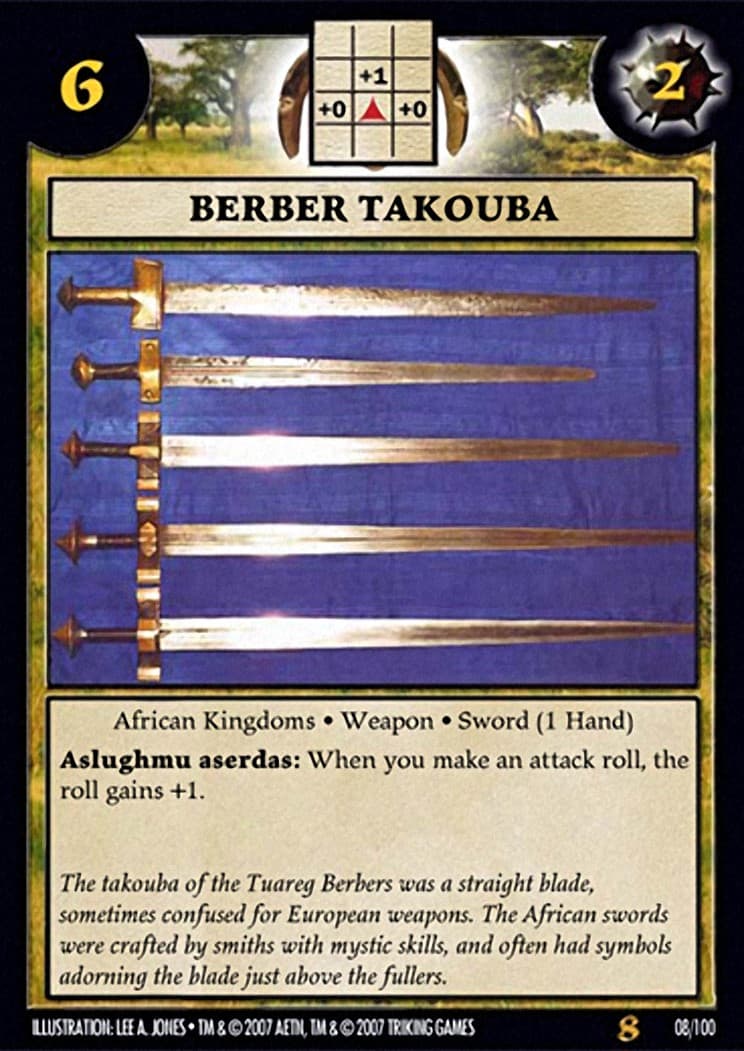 6
2
+1
+0 +0
BERBER TAKOUBA
African Kingdoms • Weapon • Sword (1 Hand)
Aslughmu aserdas: When you make an attack roll, the
roll gains +1.
The takouba of the Tuareg Berbers was a straight blade,
sometimes confused for European weapons. The African swords
were crafted by smiths with mystic skills, and often had symbols
adorning the blade just above the fullers.
ILLUSTRATION: LEE A. JONES • TM & © 2007 AETN, TM & © 2007 TRIKING GAMES
8 08/100